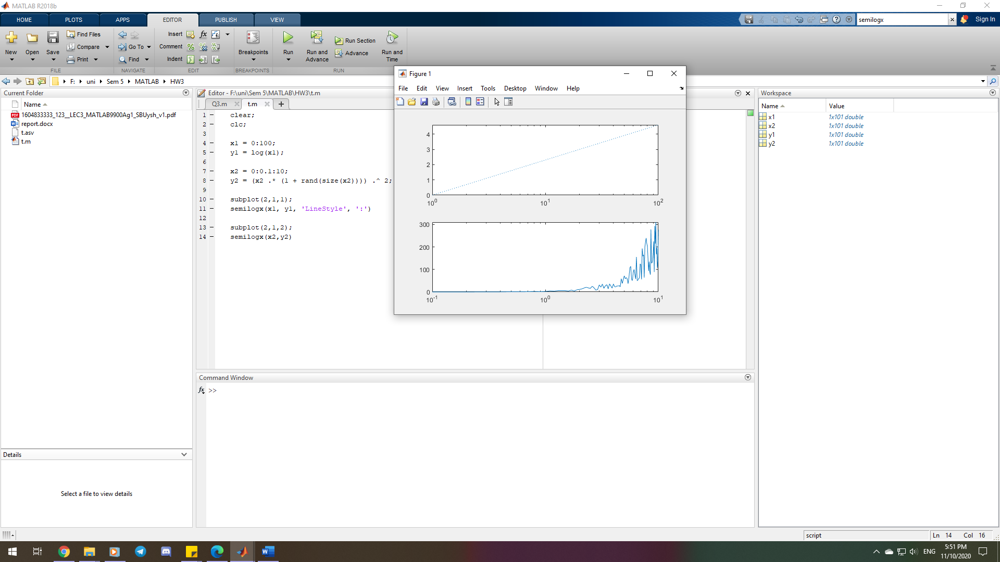 MATLAB R2018b
HOME PLOTS APPS EDITOR PUBLISH VIEW
semilogx
Sign In
New
Open
Save
Find Files
Compare
Print
FILE
Go To
Find
NAVIGATE
Insert fx
Comment
Indent
EDIT
Breakpoints
BREAKPOINTS
Run
Run and Advance
Run Section
Advance
Run and Time
RUN
F: uni Sem 5 MATLAB HW3
Current Folder
Name
1604833333_123__LEC3_MATLAB9900Ag1_SBUysh_v1.pdf
report.docx
t.asv
t.m
Details
Select a file to view details
Editor - F:\uni\Sem 5\MATLAB\HW3\t.m
Q3.m t.m
1 clear;
2 clc;
3
4 x1 = 0:100;
5 y1 = log(x1);
6
7 x2 = 0:0.1:10;
8 y2 = (x2 .* (1 + rand(size(x2)))) .^ 2;
9
10 subplot(2,1,1);
11 semilogx(x1, y1, 'LineStyle', ':')
12
13 subplot(2,1,2);
14 semilogx(x2,y2)
Figure 1
File Edit View Insert Tools Desktop Window Help
4
3
2
1
0
10^0 10^1 10^2
300
200
100
0
10^-1 10^0 10^1
Command Window
fx >>
Workspace
Name Value
x1 1x101 double
x2 1x101 double
y1 1x101 double
y2 1x101 double
script Ln 14 Col 16
ENG
5:51 PM
11/10/2020